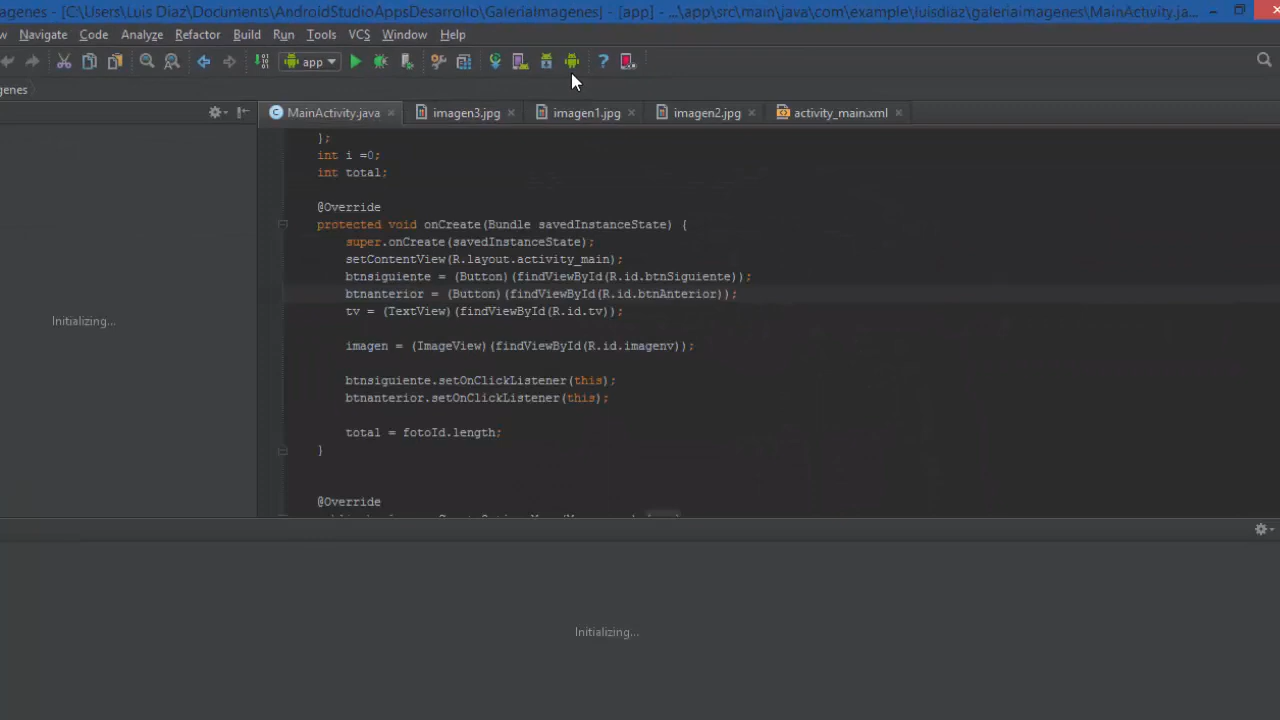 agenes - [C:\Users\Luis Diaz\Documents\AndroidStudioAppsDesarrollo\GaleriaImagenes] - [app] - ...\app\src\main\java\com\example\luisdiaz\galeriaimagenes\MainActivity.ja...
w Navigate Code Analyze Refactor Build Run Tools VCS Window Help
app
genes
MainActivity.java imagen3.jpg imagen1.jpg imagen2.jpg activity_main.xml
};
int i =0;
int total;
@Override
protected void onCreate(Bundle savedInstanceState) {
super.onCreate(savedInstanceState);
setContentView(R.layout.activity_main);
btnsiguiente = (Button)(findViewById(R.id.btnSiguiente));
btnanterior = (Button)(findViewById(R.id.btnAnterior));
tv = (TextView)(findViewById(R.id.tv));
imagen = (ImageView)(findViewById(R.id.imagenv));
btnsiguiente.setOnClickListener(this);
btnanterior.setOnClickListener(this);
total = fotoId.length;
}
@Override
Initializing...
Initializing...